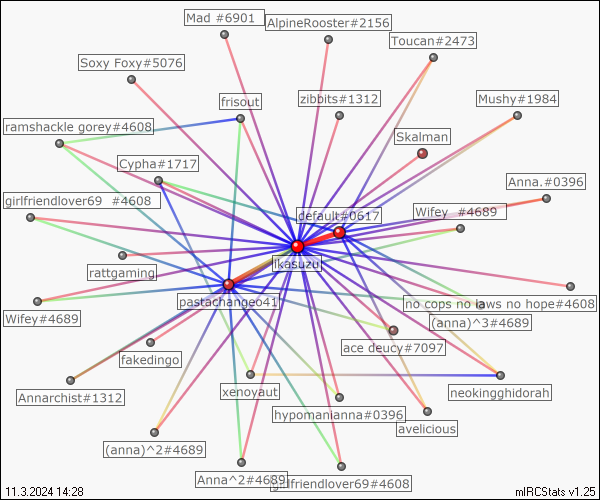 Mad #6901
AlpineRooster#2156
Toucan#2473
Soxy Foxy#5076
frisout
zibbits#1312
Mushy#1984
ramshackle gorey#4608
Skalman
Cypha#1717
Anna.#0396
girlfriendlover69 #4608
default#0617
Wifey #4689
ikasuzu
rattgaming
pastachangeo41
no cops no laws no hope#4608
Wifey#4689
(anna)^3#4689
fakedingo
ace deucy#7097
Annarchist#1312
xenoyaut
neokingghidorah
hypomanianna#0396
avelicious
(anna)^2#4689
Anna^2#4689
girlfriendlover69#4608
11.3.2024 14:28
mIRCStats v1.25